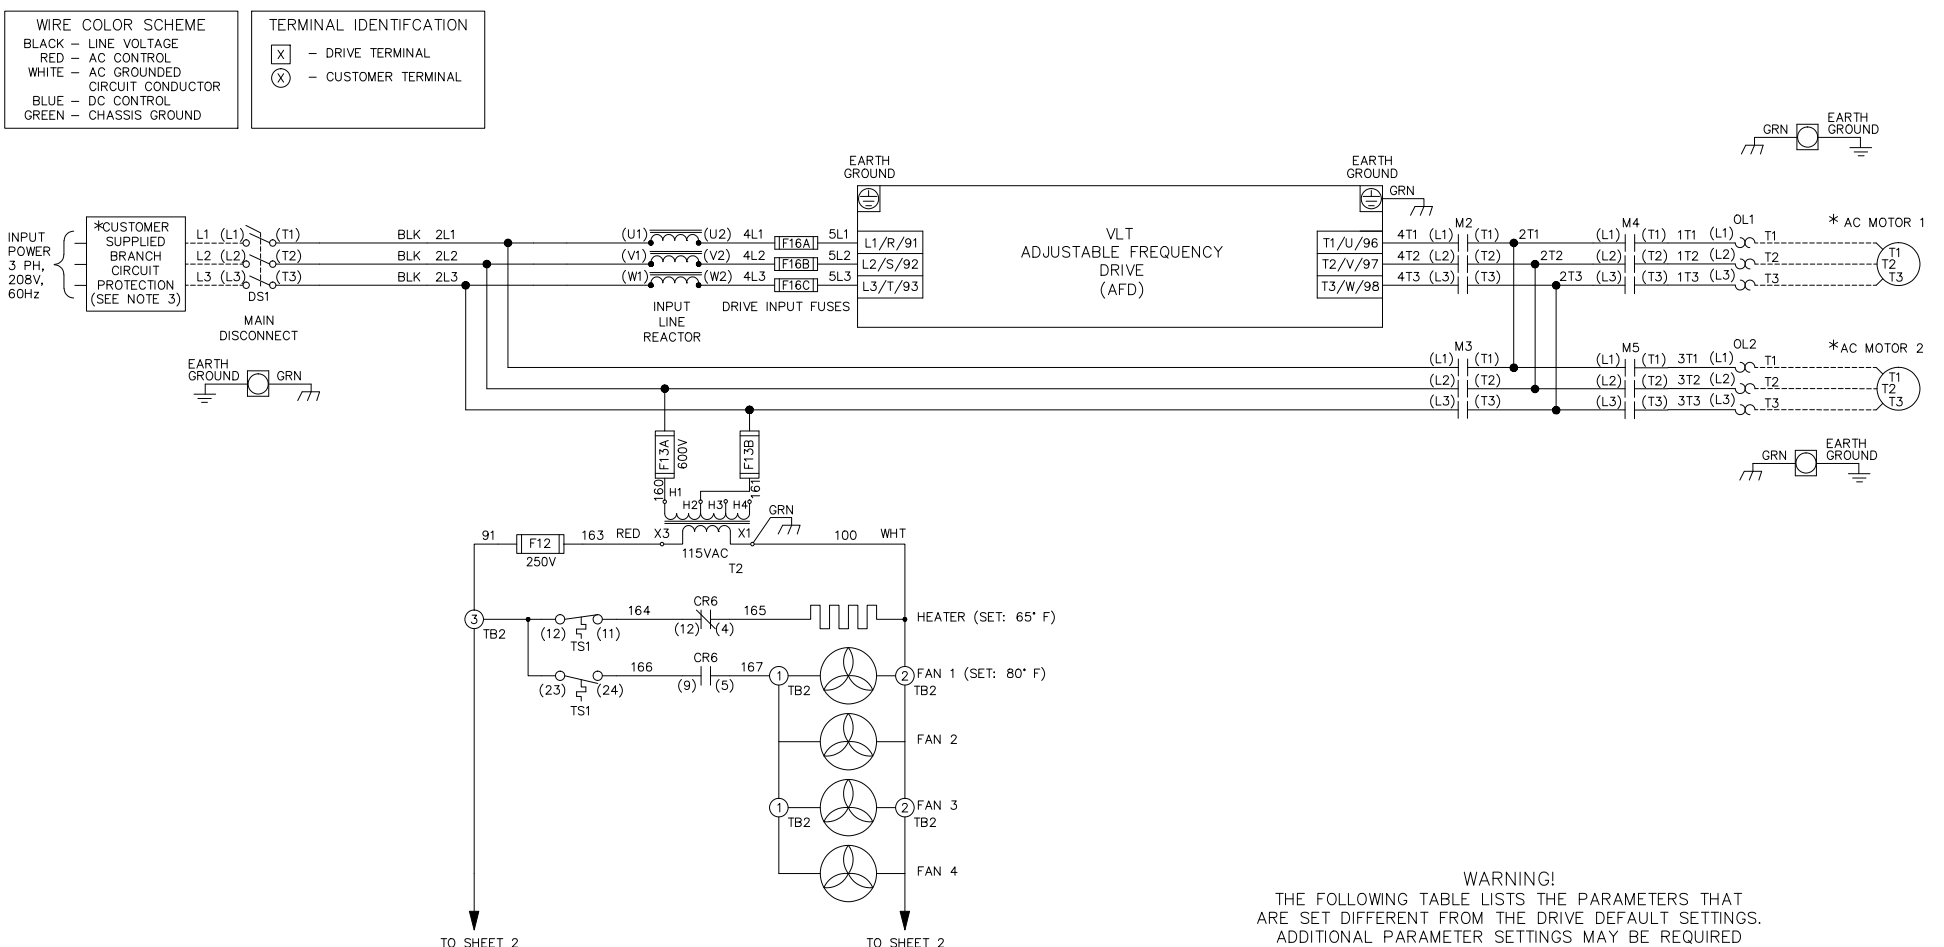 WIRE COLOR SCHEME
BLACK – LINE VOLTAGE
RED – AC CONTROL
WHITE – AC GROUNDED
CIRCUIT CONDUCTOR
BLUE – DC CONTROL
GREEN – CHASSIS GROUND
TERMINAL IDENTIFCATION
X – DRIVE TERMINAL
X – CUSTOMER TERMINAL
GRN
EARTH
GROUND
INPUT
POWER
3 PH,
208V,
60Hz
*CUSTOMER
SUPPLIED
BRANCH
CIRCUIT
PROTECTION
(SEE NOTE 3)
L1 (L1) (T1) BLK 2L1 (U1) (U2) 4L1 F16A 5L1 L1/R/91
L2 (L2) (T2) BLK 2L2 (V1) (V2) 4L2 F16B 5L2 L2/S/92
L3 (L3) (T3) BLK 2L3 (W1) (W2) 4L3 F16C 5L3 L3/T/93
DS1
MAIN
DISCONNECT
INPUT
LINE
REACTOR
DRIVE INPUT FUSES
EARTH
GROUND
EARTH
GROUND
GRN
VLT
ADJUSTABLE FREQUENCY
DRIVE
(AFD)
M2 M4 OL1 * AC MOTOR 1
T1/U/96 4T1 (L1) (T1) 2T1 (L1) (T1) 1T1 (L1) T1
T2/V/97 4T2 (L2) (T2) 2T2 (L2) (T2) 1T2 (L2) T2
T3/W/98 4T3 (L3) (T3) 2T3 (L3) (T3) 1T3 (L3) T3
T1
T2
T3
EARTH
GROUND
GRN
M3 M5 OL2 *AC MOTOR 2
(L1) (T1) (L1) (T1) 3T1 (L1) T1
(L2) (T2) (L2) (T2) 3T2 (L2) T2
(L3) (T3) (L3) (T3) 3T3 (L3) T3
T1
T2
T3
GRN
EARTH
GROUND
F13A
600V
F13B
160
H1
H2 H3 H4
161
GRN
91 F12 163 RED X3 X1 100 WHT
250V
115VAC
T2
3
TB2
(12) (11)
TS1
164
CR6
(12) (4)
165
HEATER (SET: 65° F)
(23) (24)
TS1
166
CR6
(9) (5)
167
1
TB2
2
TB2
FAN 1 (SET: 80° F)
FAN 2
1
TB2
2
TB2
FAN 3
FAN 4
TO SHEET 2
TO SHEET 2
WARNING!
THE FOLLOWING TABLE LISTS THE PARAMETERS THAT
ARE SET DIFFERENT FROM THE DRIVE DEFAULT SETTINGS.
ADDITIONAL PARAMETER SETTINGS MAY BE REQUIRED